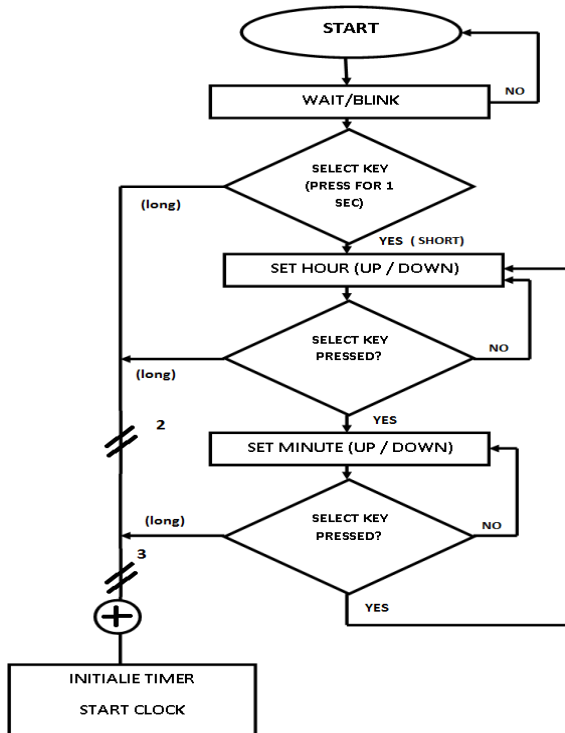 START
NO
WAIT/BLINK
SELECT KEY
(PRESS FOR 1
SEC)
(long)
YES ( SHORT)
SET HOUR (UP / DOWN)
SELECT KEY
PRESSED?
NO
(long)
YES
2
SET MINUTE (UP / DOWN)
SELECT KEY
PRESSED?
(long)
NO
3
YES
INITIALIE TIMER
START CLOCK